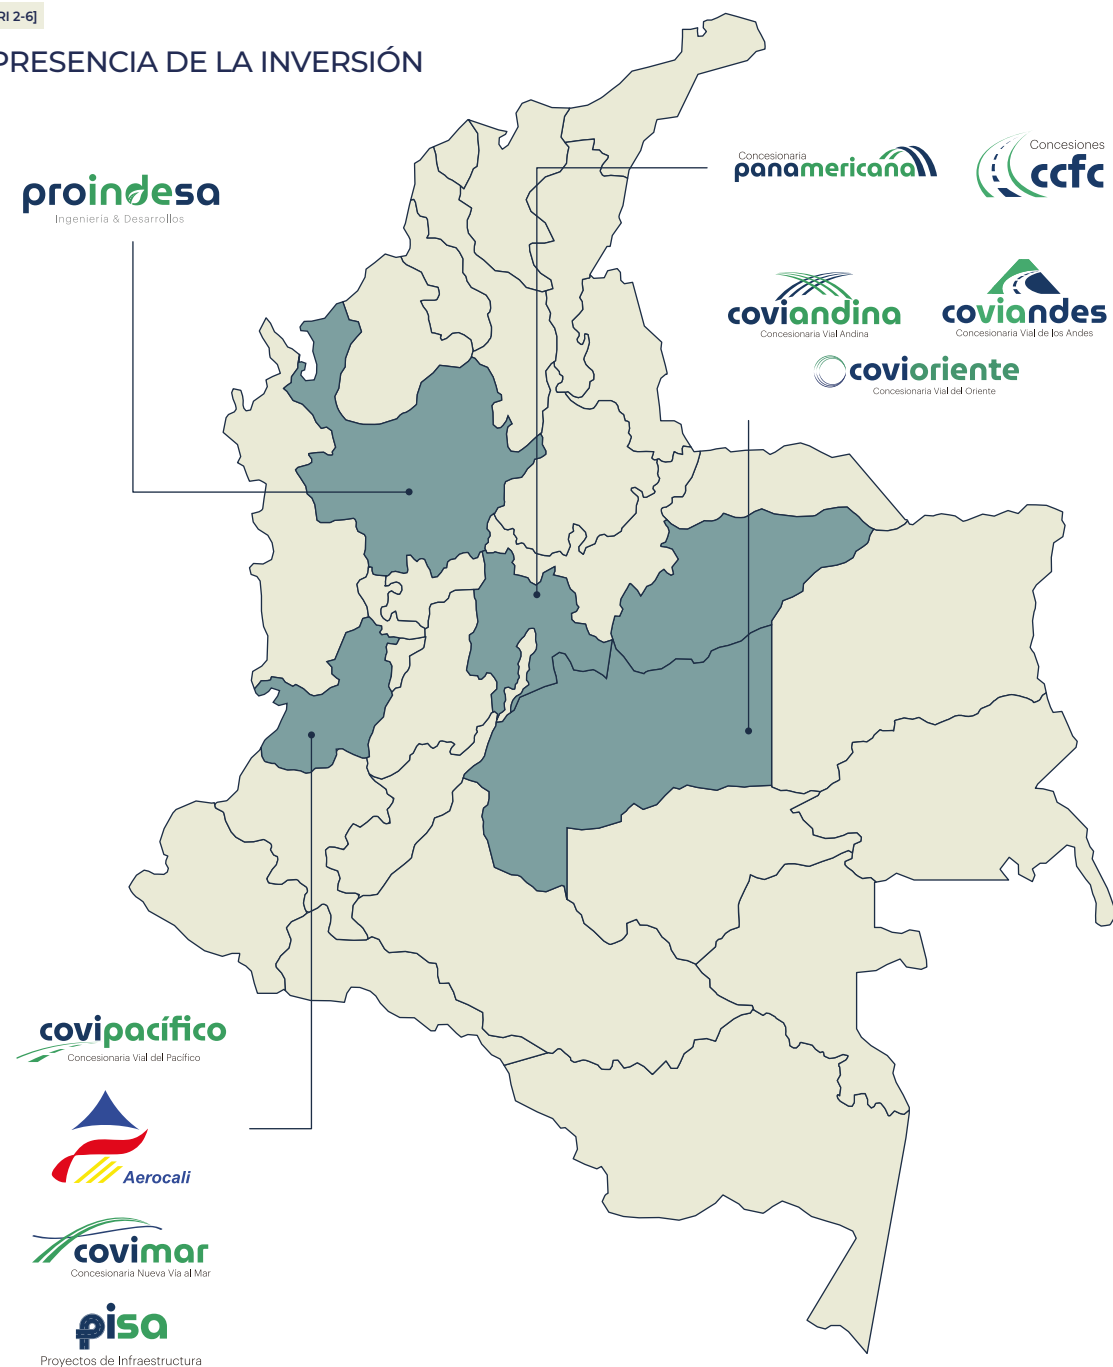 RI 2-6]
PRESENCIA DE LA INVERSIÓN
proindesa
Ingeniería & Desarrollos
Concesionaria
panamericana
Concesiones
ccfc
coviandina
Concesionaria Vial Andina
coviandes
Concesionaria Vial de los Andes
covioriente
Concesionaria Vial del Oriente
covipacífico
Concesionaria Vial del Pacífico
Aerocali
covimar
Concesionaria Nueva Vía al Mar
pisa
Proyectos de Infraestructura